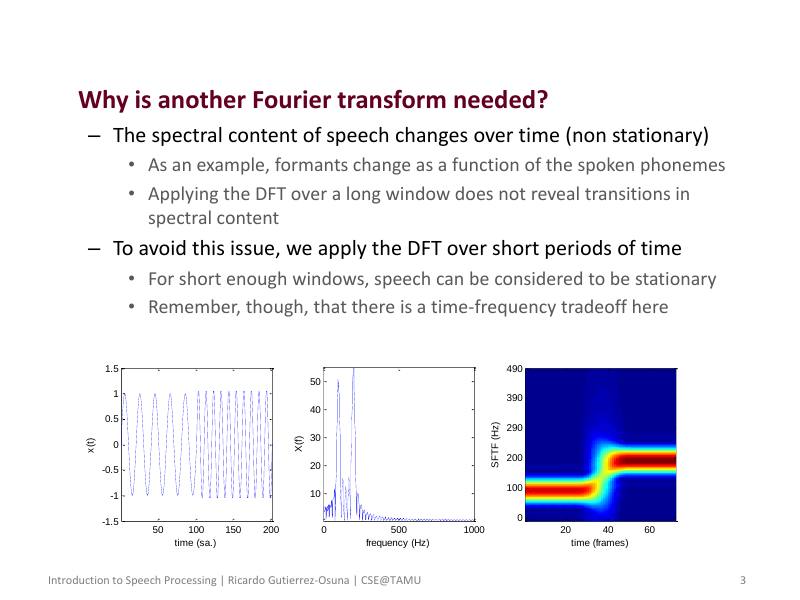 Why is another Fourier transform needed?
– The spectral content of speech changes over time (non stationary)
• As an example, formants change as a function of the spoken phonemes
• Applying the DFT over a long window does not reveal transitions in
spectral content
– To avoid this issue, we apply the DFT over short periods of time
• For short enough windows, speech can be considered to be stationary
• Remember, though, that there is a time-frequency tradeoff here
1.5
1
0.5
0
-0.5
-1
-1.5
x(t)
50 100 150 200
time (sa.)
50
40
30
20
10
X(f)
0 500 1000
frequency (Hz)
490
390
290
200
100
0
SFTF (Hz)
20 40 60
time (frames)
Introduction to Speech Processing | Ricardo Gutierrez-Osuna | CSE@TAMU
3